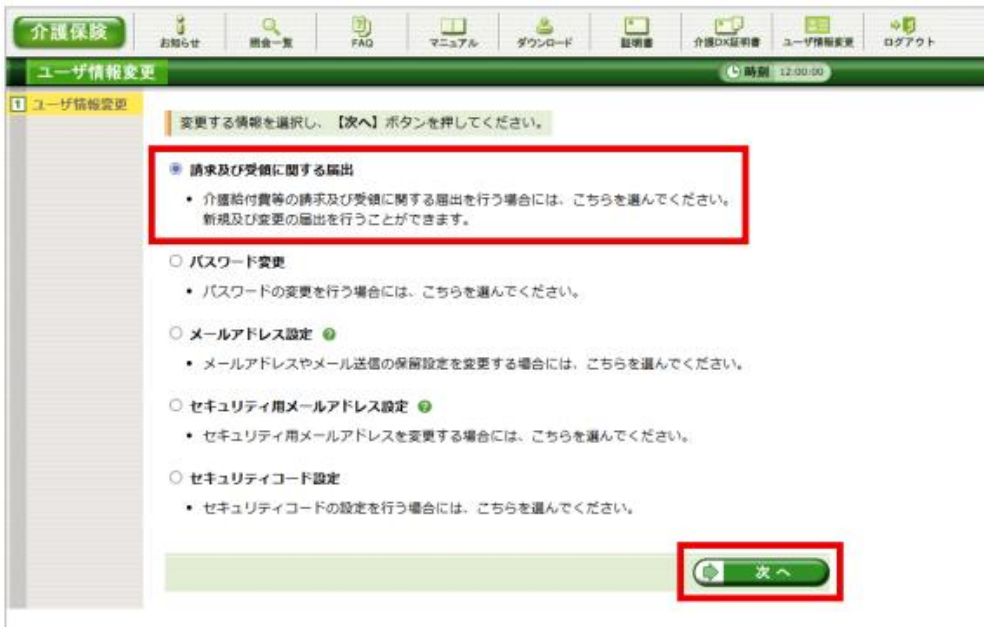 介護保険
お知らせ
照会一覧
FAQ
マニュアル
ダウンロード
証明書
介護DX証明書
ユーザ情報変更
ログアウト
ユーザ情報変更
時刻 12:00:00
1 ユーザ情報変更
変更する情報を選択し、【次へ】ボタンを押してください。
請求及び受領に関する届出
• 介護給付費等の請求及び受領に関する届出を行う場合には、こちらを選んでください。
新規及び変更の届出を行うことができます。
パスワード変更
• パスワードの変更を行う場合には、こちらを選んでください。
メールアドレス設定 ?
• メールアドレスやメール送信の保留設定を変更する場合には、こちらを選んでください。
セキュリティ用メールアドレス設定 ?
• セキュリティ用メールアドレスを変更する場合には、こちらを選んでください。
セキュリティコード設定
• セキュリティコードの設定を行う場合には、こちらを選んでください。
次へ